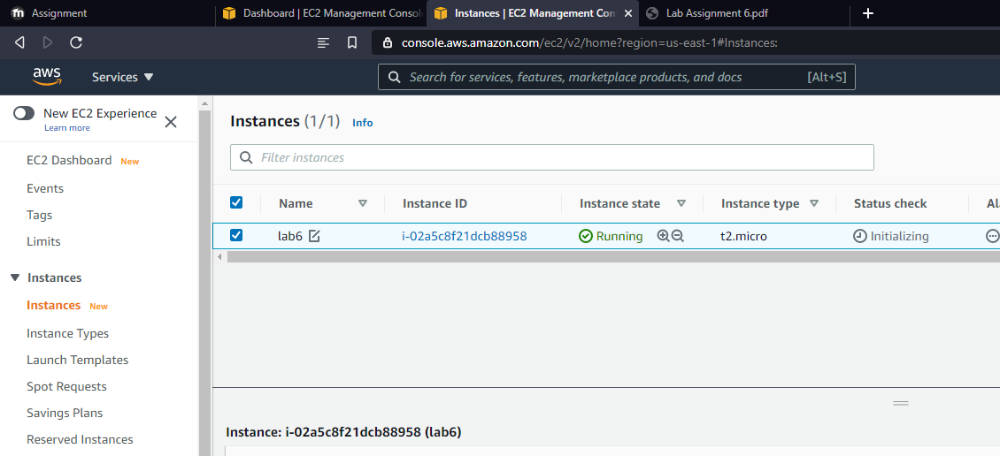 Assignment
Dashboard | EC2 Management Consol
Instances | EC2 Management Con
Lab Assignment 6.pdf
console.aws.amazon.com/ec2/v2/home?region=us-east-1#Instances:
aws
Services
Search for services, features, marketplace products, and docs
[Alt+S]
New EC2 Experience
Learn more
EC2 Dashboard New
Events
Tags
Limits
Instances
Instances New
Instance Types
Launch Templates
Spot Requests
Savings Plans
Reserved Instances
Instances (1/1) Info
Filter instances
Name Instance ID Instance state Instance type Status check Ala
lab6 i-02a5c8f21dcb88958 Running t2.micro Initializing
Instance: i-02a5c8f21dcb88958 (lab6)